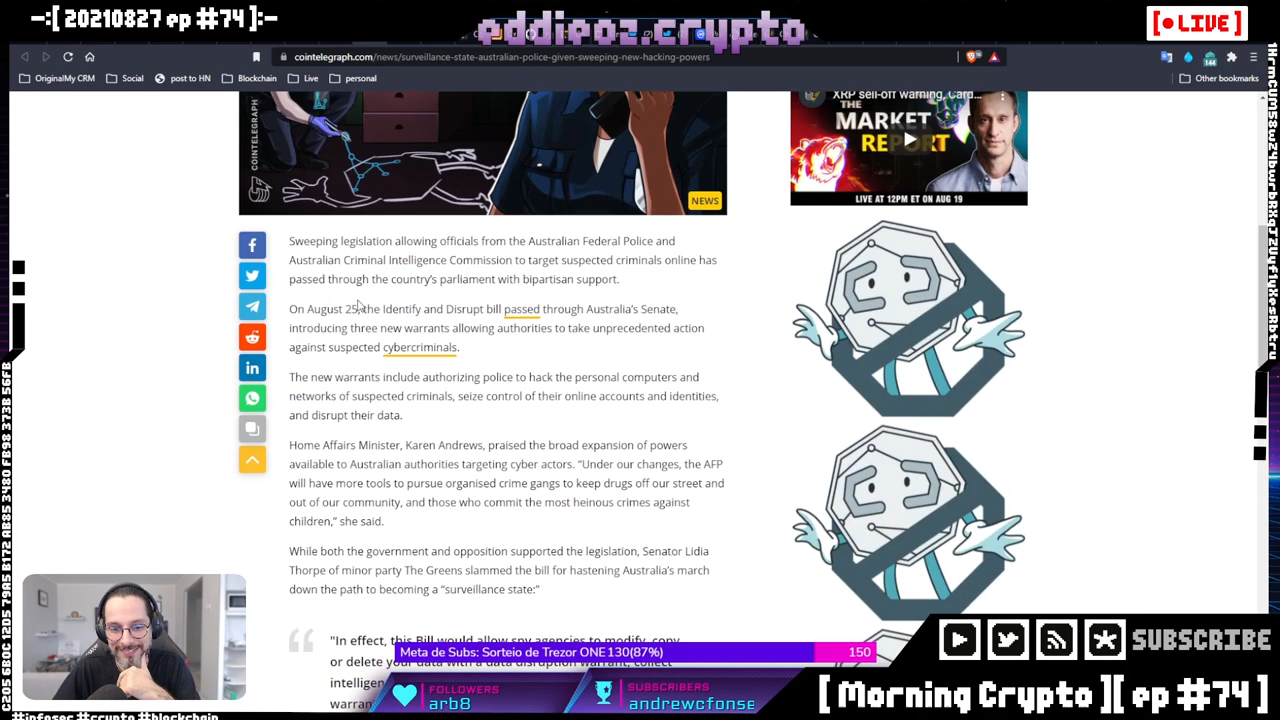 -:[ 20210827 ep #74 ]:-
eddieoz.crypto
[ LIVE ]
cointelegraph.com/news/surveillance-state-australian-police-given-sweeping-new-hacking-powers
144
OriginalMy CRM
Social
post to HN
Blockchain
Live
personal
Other bookmarks
COINTELEGRAPH
NEWS
XRP sell-off warning, Card...
THE
MARKET
REPORT
LIVE AT 12PM ET ON AUG 19
Sweeping legislation allowing officials from the Australian Federal Police and
Australian Criminal Intelligence Commission to target suspected criminals online has
passed through the country's parliament with bipartisan support.
On August 25, the Identify and Disrupt bill passed through Australia's Senate,
introducing three new warrants allowing authorities to take unprecedented action
against suspected cybercriminals.
The new warrants include authorizing police to hack the personal computers and
networks of suspected criminals, seize control of their online accounts and identities,
and disrupt their data.
Home Affairs Minister, Karen Andrews, praised the broad expansion of powers
available to Australian authorities targeting cyber actors. “Under our changes, the AFP
will have more tools to pursue organised crime gangs to keep drugs off our street and
out of our community, and those who commit the most heinous crimes against
children,” she said.
While both the government and opposition supported the legislation, Senator Lidia
Thorpe of minor party The Greens slammed the bill for hastening Australia's march
down the path to becoming a “surveillance state:”
"In effect, this Bill would allow spy agencies to modify, copy,
or delete your data with a data disruption warrant, collect
intellige
warran
Meta de Subs: Sorteio de Trezor ONE 130(87%)
150
FOLLOWERS
arb8
SUBSCRIBERS
andrewcfonse
SUBSCRIBE
[ Morning Crypto ][ ep #74 ]
#infosec #crypto #blockchain